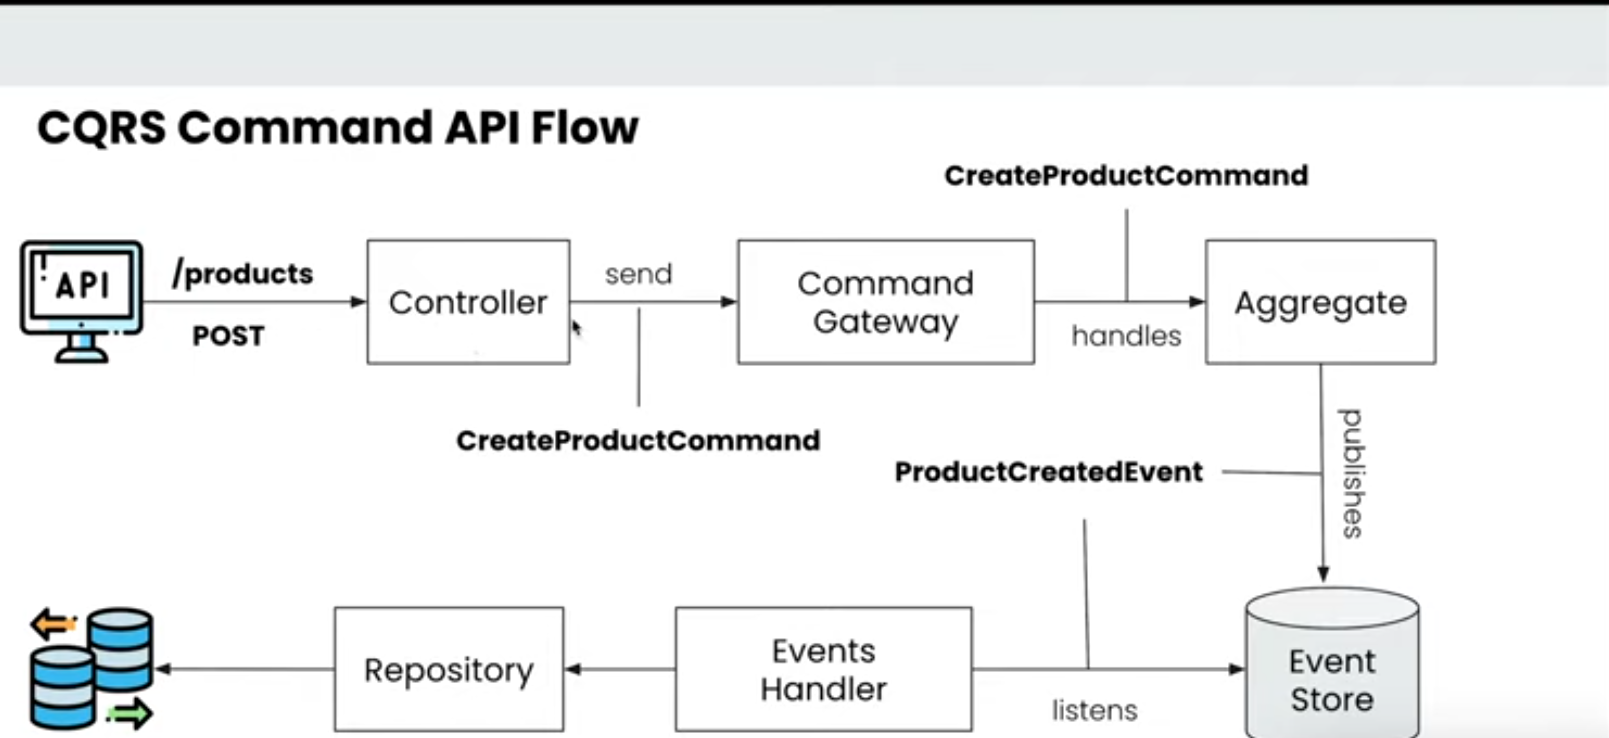 CQRS Command API Flow
CreateProductCommand
API
/products
POST
Controller
send
Command
Gateway
handles
Aggregate
CreateProductCommand
ProductCreatedEvent
publishes
Repository
Events
Handler
listens
Event
Store